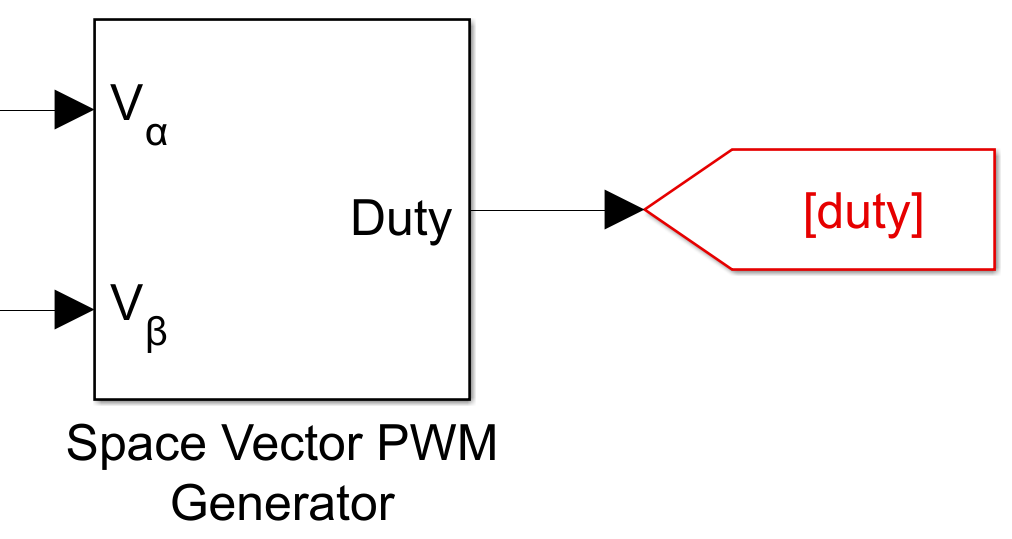 Vα
Duty
[duty]
Vβ
Space Vector PWM
Generator